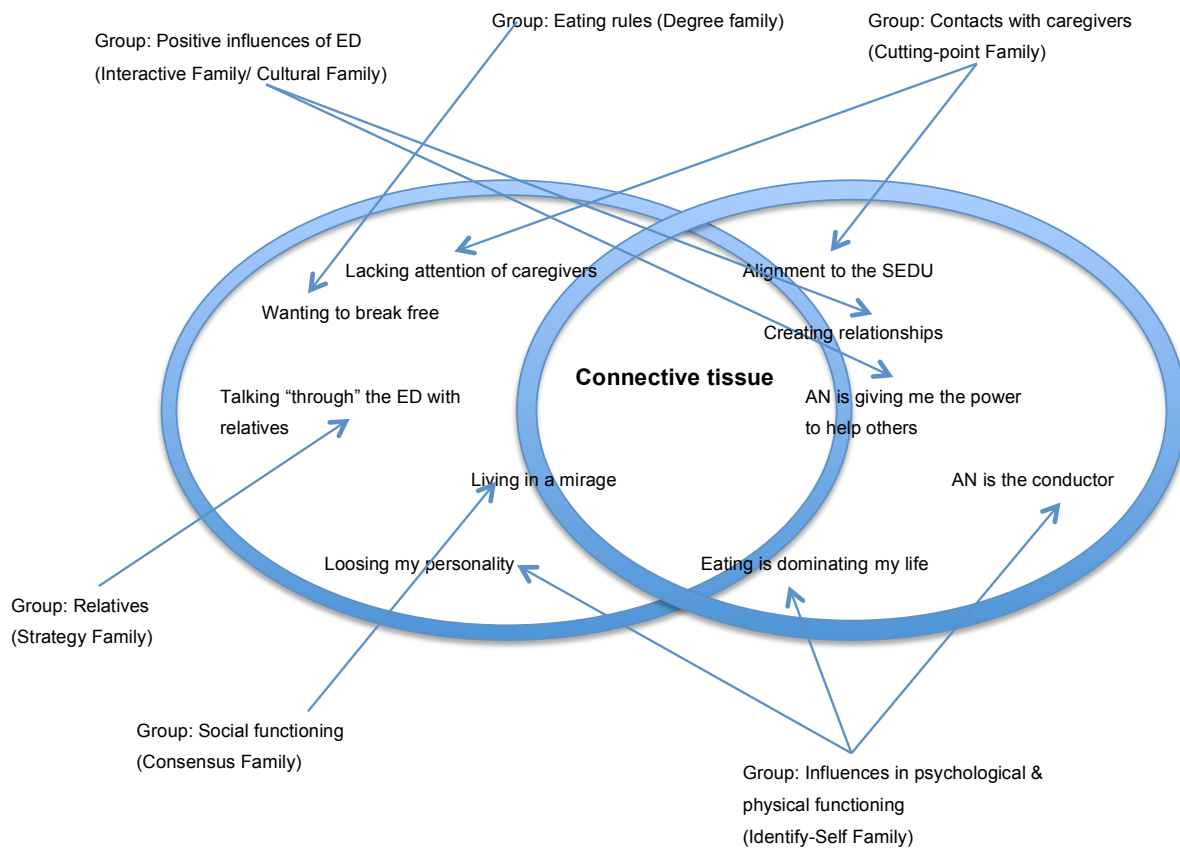 Group: Positive influences of ED
(Interactive Family/ Cultural Family)
Group: Eating rules (Degree family)
Group: Contacts with caregivers
(Cutting-point Family)
Lacking attention of caregivers
Alignment to the SEDU
Wanting to break free
Creating relationships
Connective tissue
Talking “through” the ED with
relatives
AN is giving me the power
to help others
Living in a mirage
AN is the conductor
Loosing my personality
Eating is dominating my life
Group: Relatives
(Strategy Family)
Group: Social functioning
(Consensus Family)
Group: Influences in psychological &
physical functioning
(Identify-Self Family)